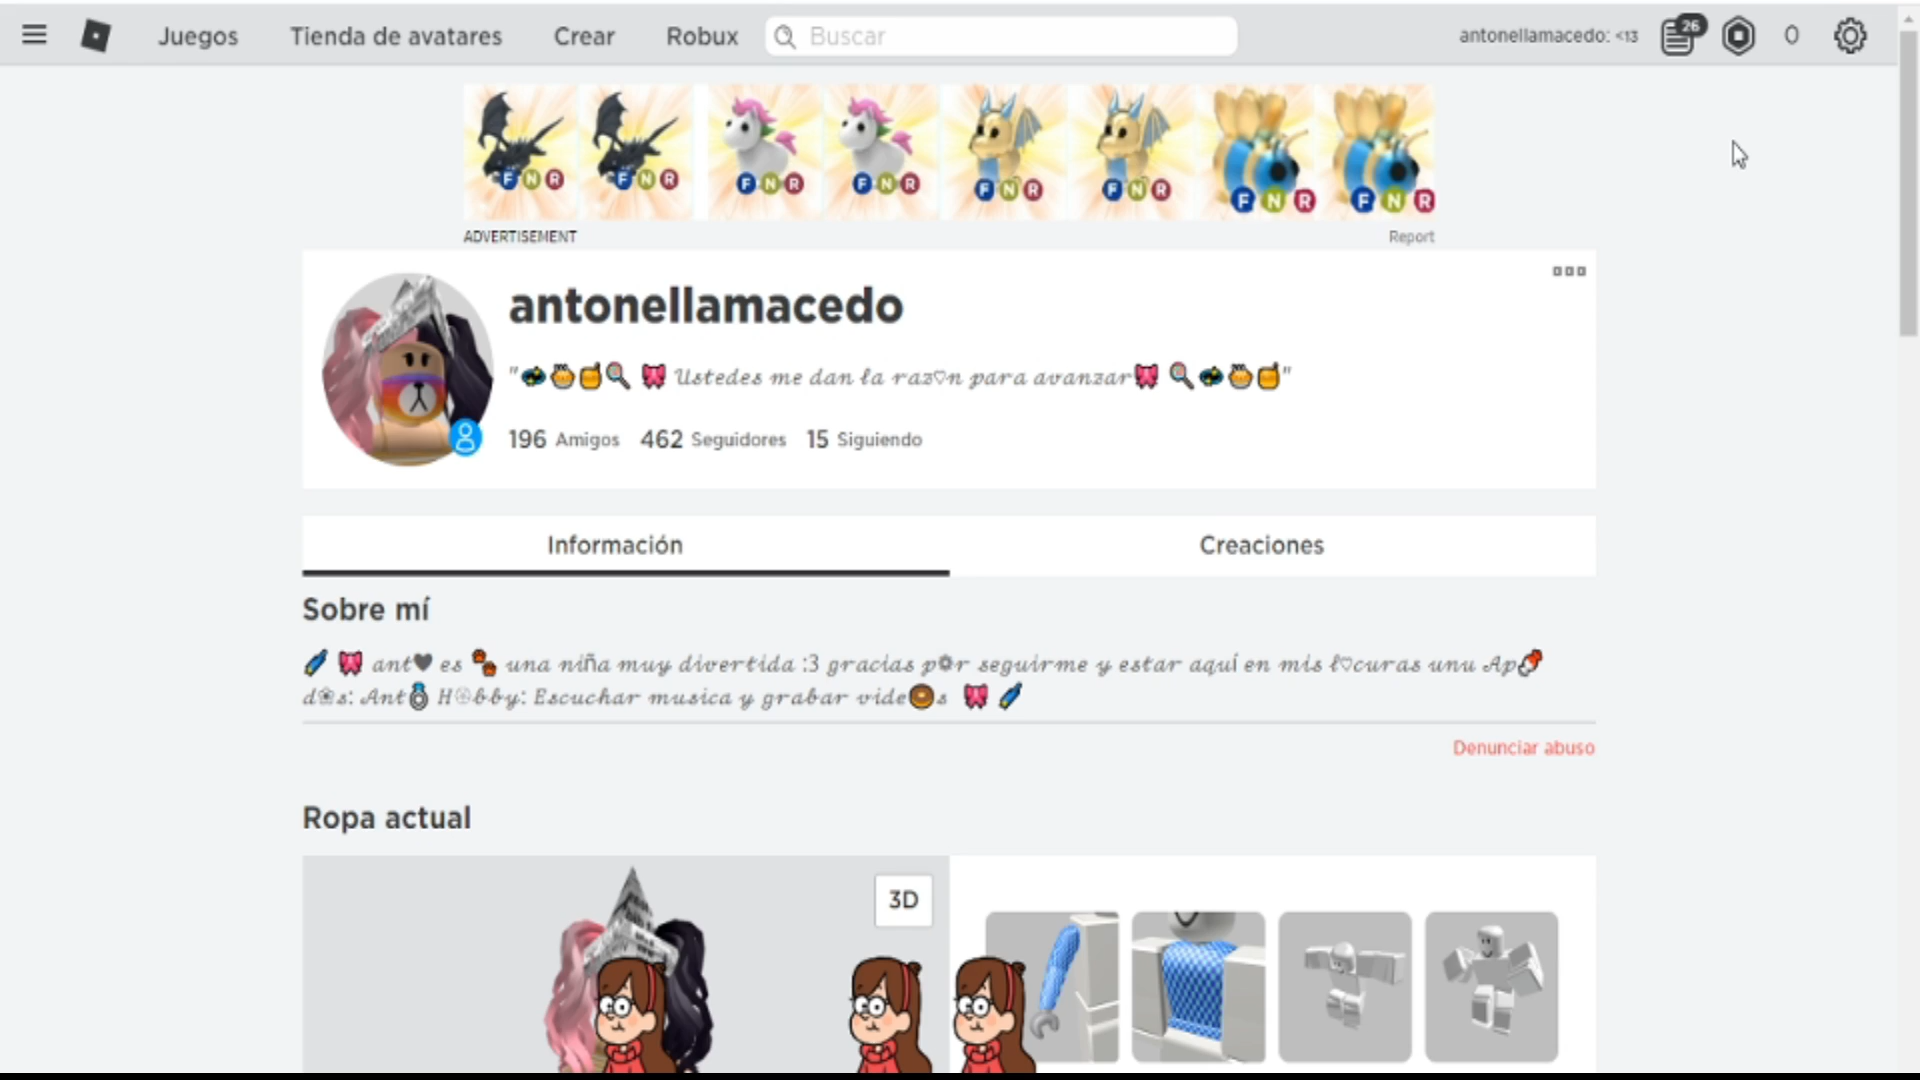 Juegos Tienda de avatares Crear Robux Buscar antonellamacedo: <13 26 0
F N R F N R F N R F N R F N R F N R F N R F N R
ADVERTISEMENT Report
antonellamacedo
" Ustedes me dan la raz♡n para avanzar "
196 Amigos 462 Seguidores 15 Siguiendo
Información Creaciones
Sobre mí
ant♥ es una niña muy divertida :3 gracias p❁r seguirme y estar aquí en mis l♡curas unu Ap
d❀s: Ant H☺bby: Escuchar musica y grabar vide🍩s
Denunciar abuso
Ropa actual
3D